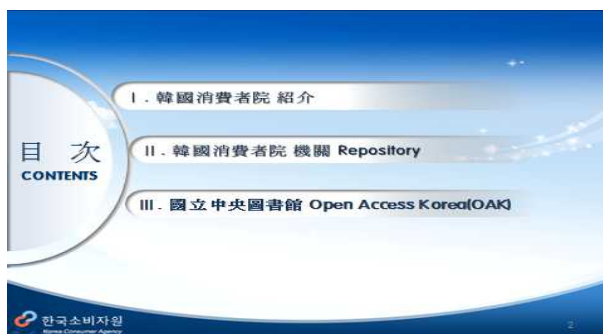 目 次
CONTENTS
Ⅰ. 韓國消費者院 紹介
Ⅱ. 韓國消費者院 機關 Repository
Ⅲ. 國立中央圖書館 Open Access Korea(OAK)
한국소비자원
Korea Consumer Agency
2